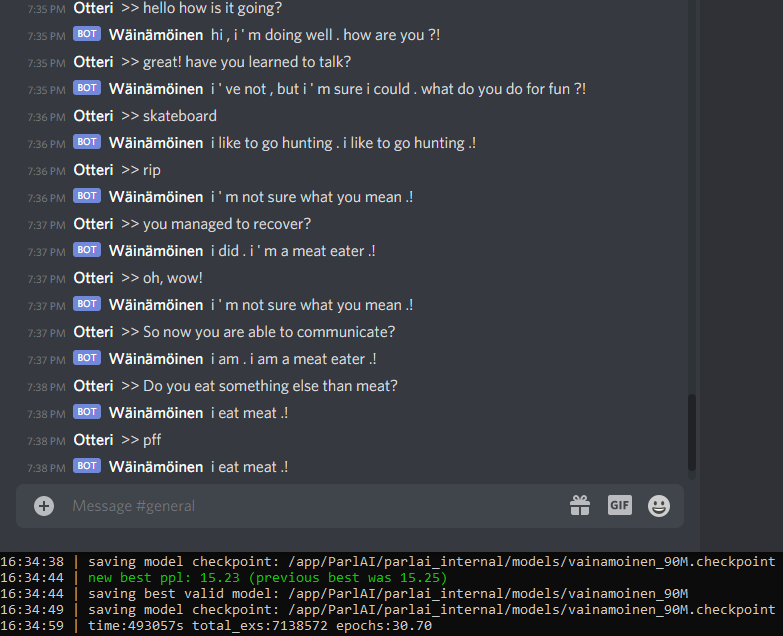 7:35 PM Otteri >> hello how is it going?
7:35 PM BOT Wäinämöinen hi , i ' m doing well . how are you ?!
7:35 PM Otteri >> great! have you learned to talk?
7:35 PM BOT Wäinämöinen i ' ve not , but i ' m sure i could . what do you do for fun ?!
7:36 PM Otteri >> skateboard
7:36 PM BOT Wäinämöinen i like to go hunting . i like to go hunting .!
7:36 PM Otteri >> rip
7:36 PM BOT Wäinämöinen i ' m not sure what you mean .!
7:37 PM Otteri >> you managed to recover?
7:37 PM BOT Wäinämöinen i did . i ' m a meat eater .!
7:37 PM Otteri >> oh, wow!
7:37 PM BOT Wäinämöinen i ' m not sure what you mean .!
7:37 PM Otteri >> So now you are able to communicate?
7:37 PM BOT Wäinämöinen i am . i am a meat eater .!
7:38 PM Otteri >> Do you eat something else than meat?
7:38 PM BOT Wäinämöinen i eat meat .!
7:38 PM Otteri >> pff
7:38 PM BOT Wäinämöinen i eat meat .!
Message #general GIF
16:34:38 | saving model checkpoint: /app/ParlAI/parlai_internal/models/vainamoinen_90M.checkpoint
16:34:44 | new best ppl: 15.23 (previous best was 15.25)
16:34:44 | saving best valid model: /app/ParlAI/parlai_internal/models/vainamoinen_90M
16:34:49 | saving model checkpoint: /app/ParlAI/parlai_internal/models/vainamoinen_90M.checkpoint
16:34:59 | time:493057s total_exs:7138572 epochs:30.70